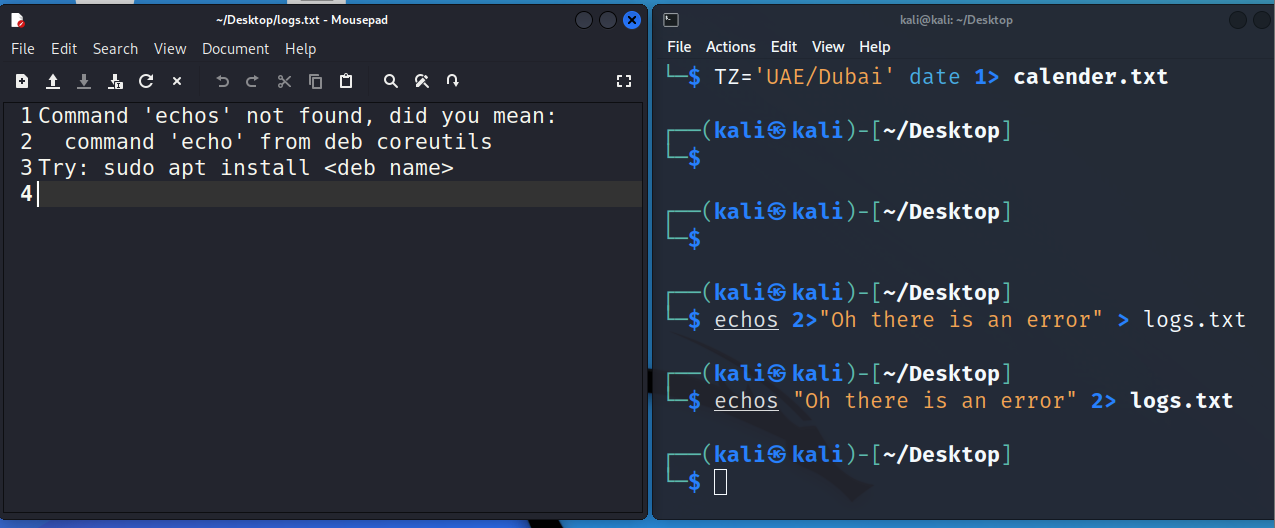 ~/Desktop/logs.txt - Mousepad
File Edit Search View Document Help
1 Command 'echos' not found, did you mean:
2   command 'echo' from deb coreutils
3 Try: sudo apt install <deb name>
4
kali@kali: ~/Desktop
File Actions Edit View Help
└─$ TZ='UAE/Dubai' date 1> calender.txt
┌──(kali㉿kali)-[~/Desktop]
└─$
┌──(kali㉿kali)-[~/Desktop]
└─$
┌──(kali㉿kali)-[~/Desktop]
└─$ echos 2>"Oh there is an error" > logs.txt
┌──(kali㉿kali)-[~/Desktop]
└─$ echos "Oh there is an error" 2> logs.txt
┌──(kali㉿kali)-[~/Desktop]
└─$